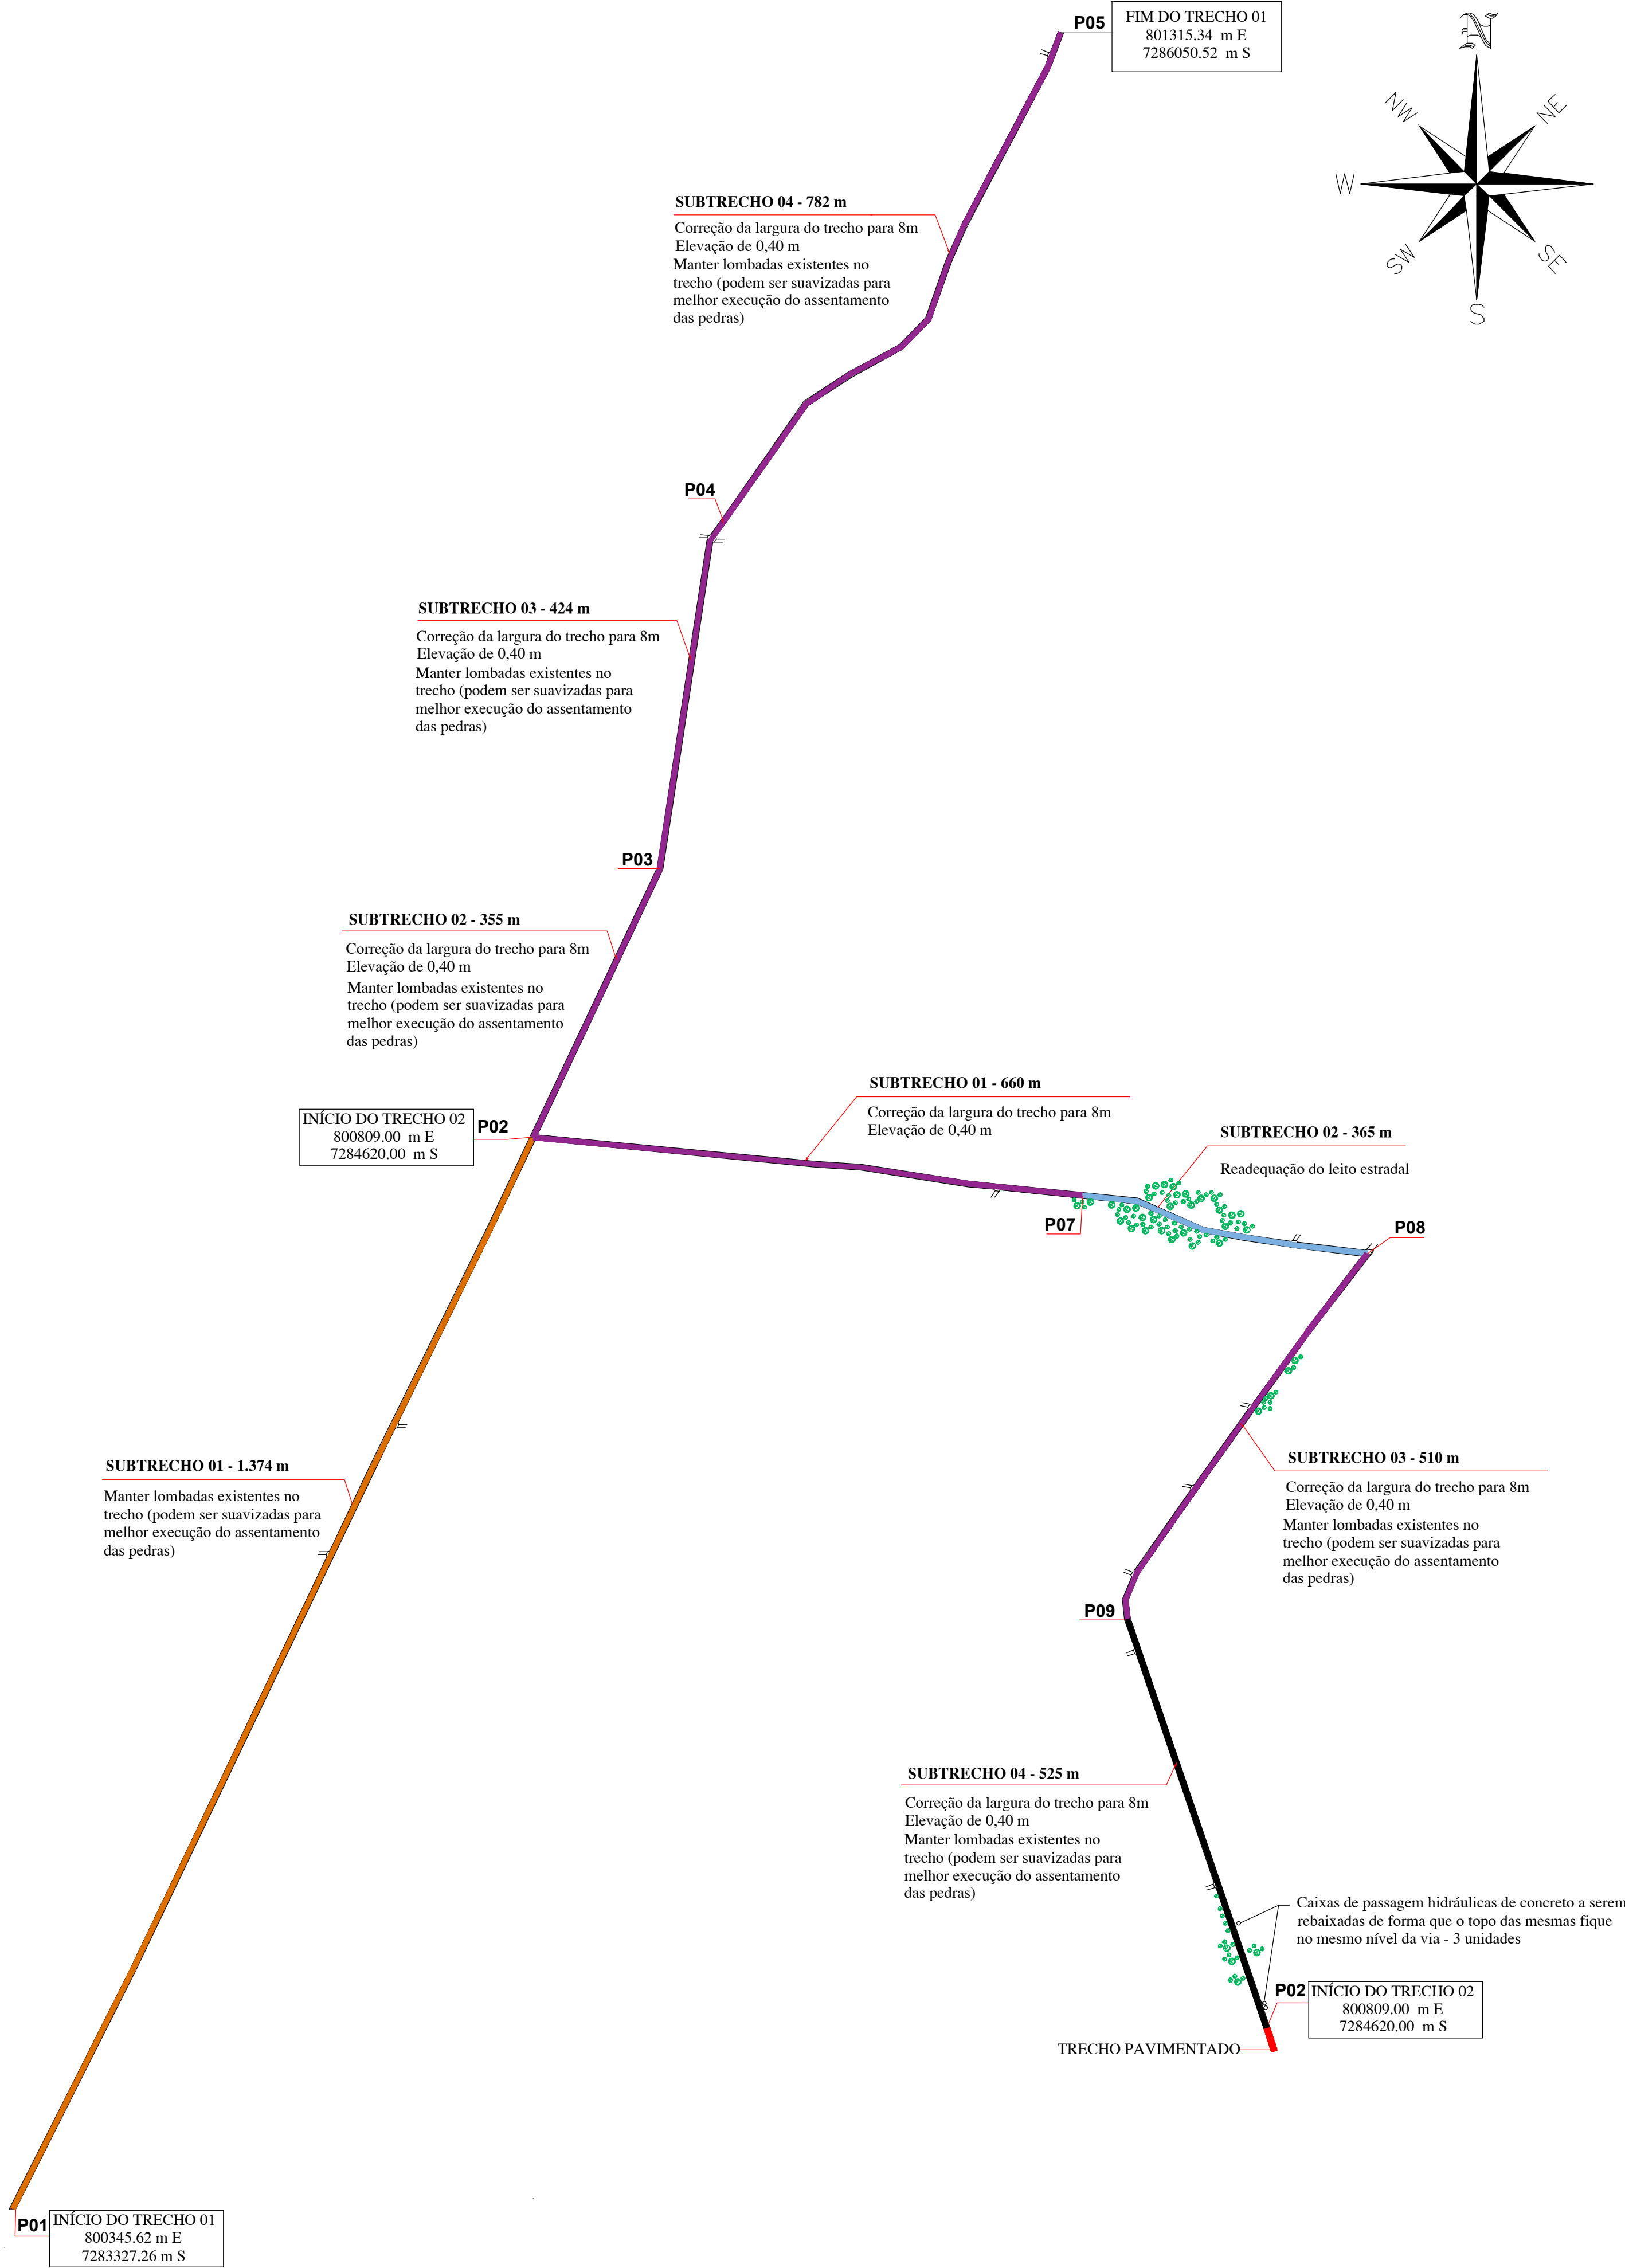 P05
FIM DO TRECHO 01
801315.34 m E
7286050.52 m S
N
NW
NE
W
SW
SE
S
SUBTRECHO 04 - 782 m
Correção da largura do trecho para 8m
Elevação de 0,40 m
Manter lombadas existentes no
trecho (podem ser suavizadas para
melhor execução do assentamento
das pedras)
P04
SUBTRECHO 03 - 424 m
Correção da largura do trecho para 8m
Elevação de 0,40 m
Manter lombadas existentes no
trecho (podem ser suavizadas para
melhor execução do assentamento
das pedras)
P03
SUBTRECHO 02 - 355 m
Correção da largura do trecho para 8m
Elevação de 0,40 m
Manter lombadas existentes no
trecho (podem ser suavizadas para
melhor execução do assentamento
das pedras)
INÍCIO DO TRECHO 02
800809.00 m E
7284620.00 m S
P02
SUBTRECHO 01 - 660 m
Correção da largura do trecho para 8m
Elevação de 0,40 m
SUBTRECHO 02 - 365 m
Readequação do leito estradal
P07
P08
SUBTRECHO 01 - 1.374 m
Manter lombadas existentes no
trecho (podem ser suavizadas para
melhor execução do assentamento
das pedras)
SUBTRECHO 03 - 510 m
Correção da largura do trecho para 8m
Elevação de 0,40 m
Manter lombadas existentes no
trecho (podem ser suavizadas para
melhor execução do assentamento
das pedras)
P09
SUBTRECHO 04 - 525 m
Correção da largura do trecho para 8m
Elevação de 0,40 m
Manter lombadas existentes no
trecho (podem ser suavizadas para
melhor execução do assentamento
das pedras)
Caixas de passagem hidráulicas de concreto a serem
rebaixadas de forma que o topo das mesmas fique
no mesmo nível da via - 3 unidades
P02
INÍCIO DO TRECHO 02
800809.00 m E
7284620.00 m S
TRECHO PAVIMENTADO
P01
INÍCIO DO TRECHO 01
800345.62 m E
7283327.26 m S